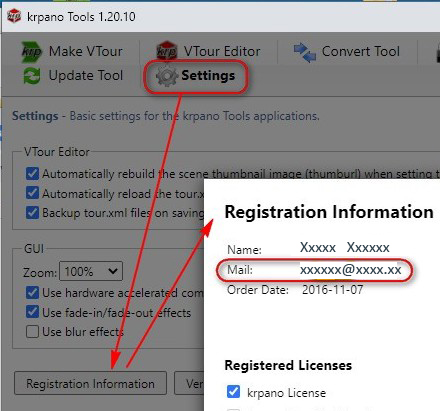 krpano Tools 1.20.10
Make VTour
VTour Editor
Convert Tool
Update Tool
Settings
Settings - Basic settings for the krpano Tools applications.
VTour Editor
Automatically rebuild the scene thumbnail image (thumburl) when setting t
Automatically reload the tour.x
Backup tour.xml files on saving
GUI
Zoom: 100%
Use hardware accelerated com
Use fade-in/fade-out effects
Use blur effects
Registration Information
Ver
Registration Information
Name: Xxxxx Xxxxxx
Mail: xxxxxx@xxxx.xx
Order Date: 2016-11-07
Registered Licenses
krpano License